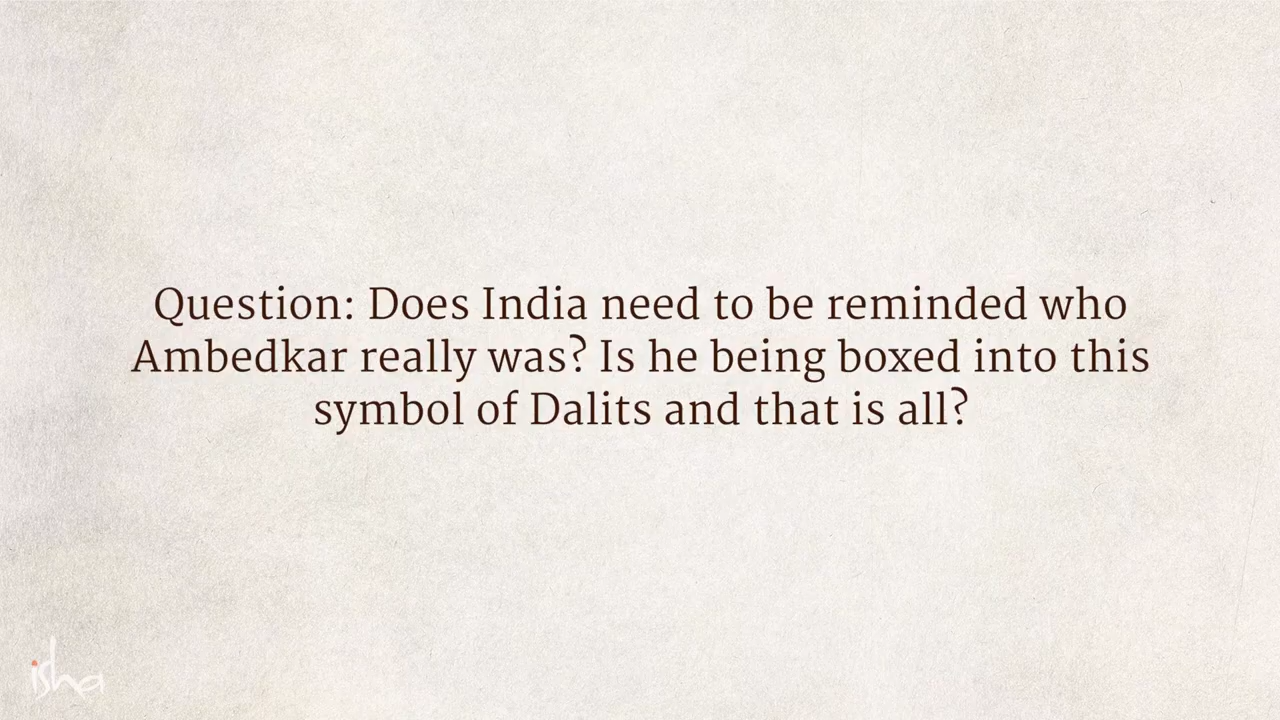 Question: Does India need to be reminded who
Ambedkar really was? Is he being boxed into this
symbol of Dalits and that is all?
isha